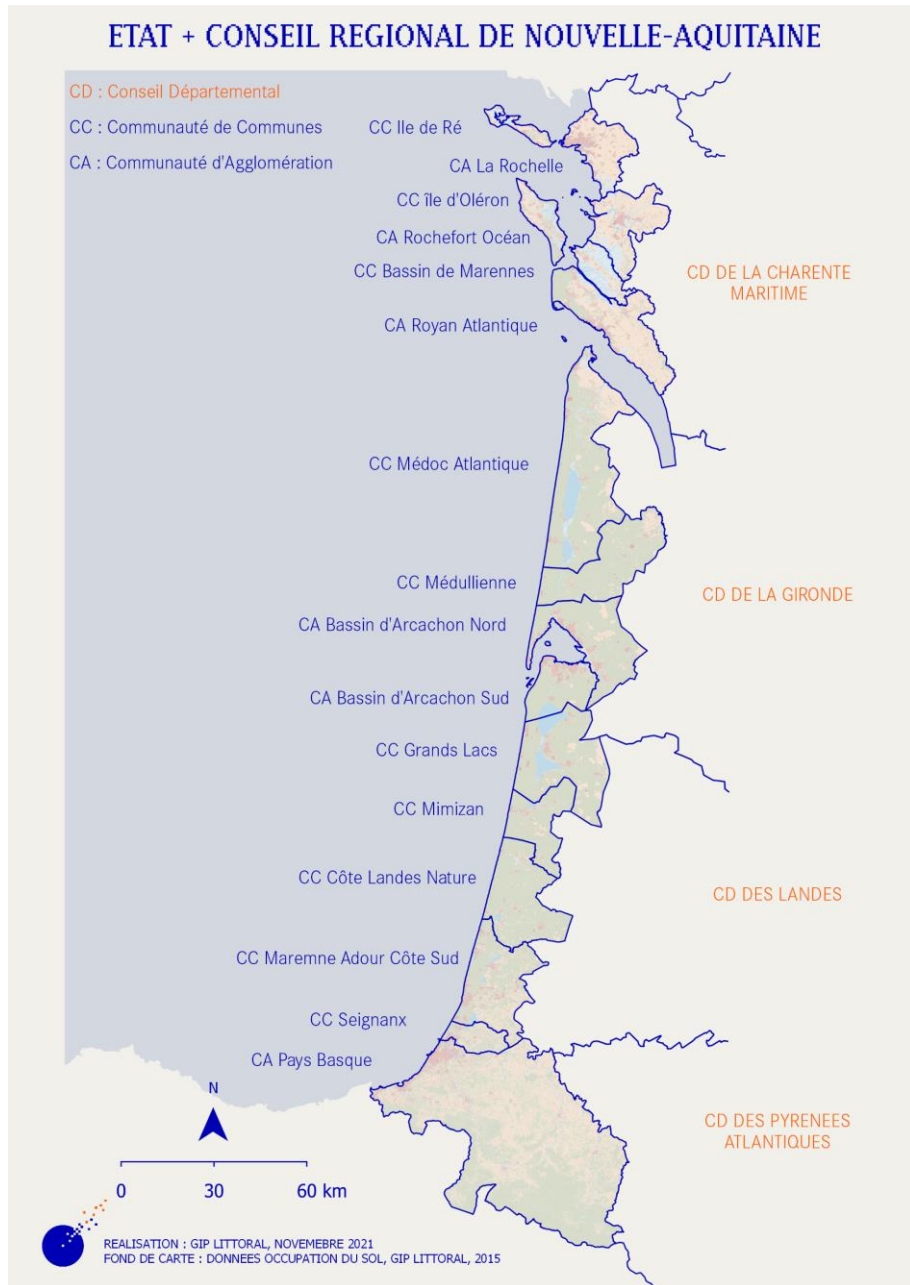 ETAT + CONSEIL REGIONAL DE NOUVELLE-AQUITAINE
CD : Conseil Départemental
CC : Communauté de Communes
CA : Communauté d'Agglomération
CC Ile de Ré
CA La Rochelle
CC île d'Oléron
CA Rochefort Océan
CC Bassin de Marennes
CA Royan Atlantique
CD DE LA CHARENTE
MARITIME
CC Médoc Atlantique
CC Médullienne
CA Bassin d'Arcachon Nord
CD DE LA GIRONDE
CA Bassin d'Arcachon Sud
CC Grands Lacs
CC Mimizan
CC Côte Landes Nature
CD DES LANDES
CC Maremne Adour Côte Sud
CC Seignanx
CA Pays Basque
CD DES PYRENEES
ATLANTIQUES
N
0 30 60 km
REALISATION : GIP LITTORAL, NOVEMEBRE 2021
FOND DE CARTE : DONNEES OCCUPATION DU SOL, GIP LITTORAL, 2015